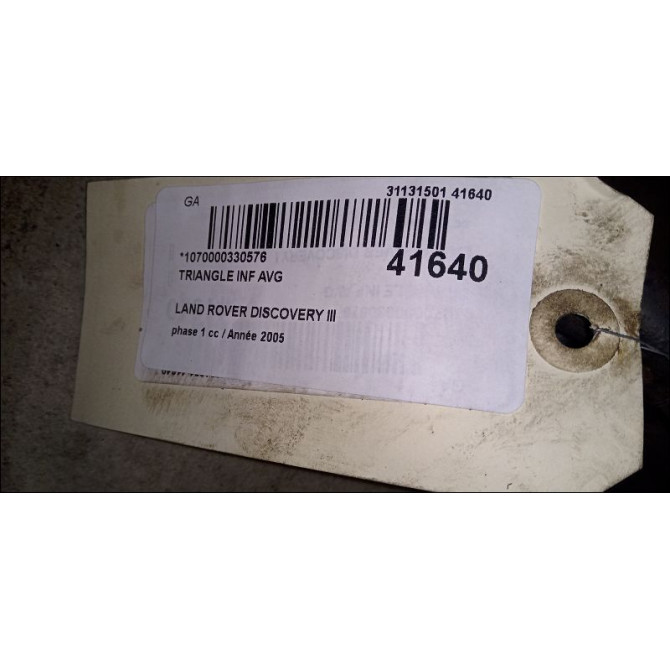 GA
31131501 41640
*1070000330576
41640
TRIANGLE INF AVG
LAND ROVER DISCOVERY III
phase 1 cc / Année 2005